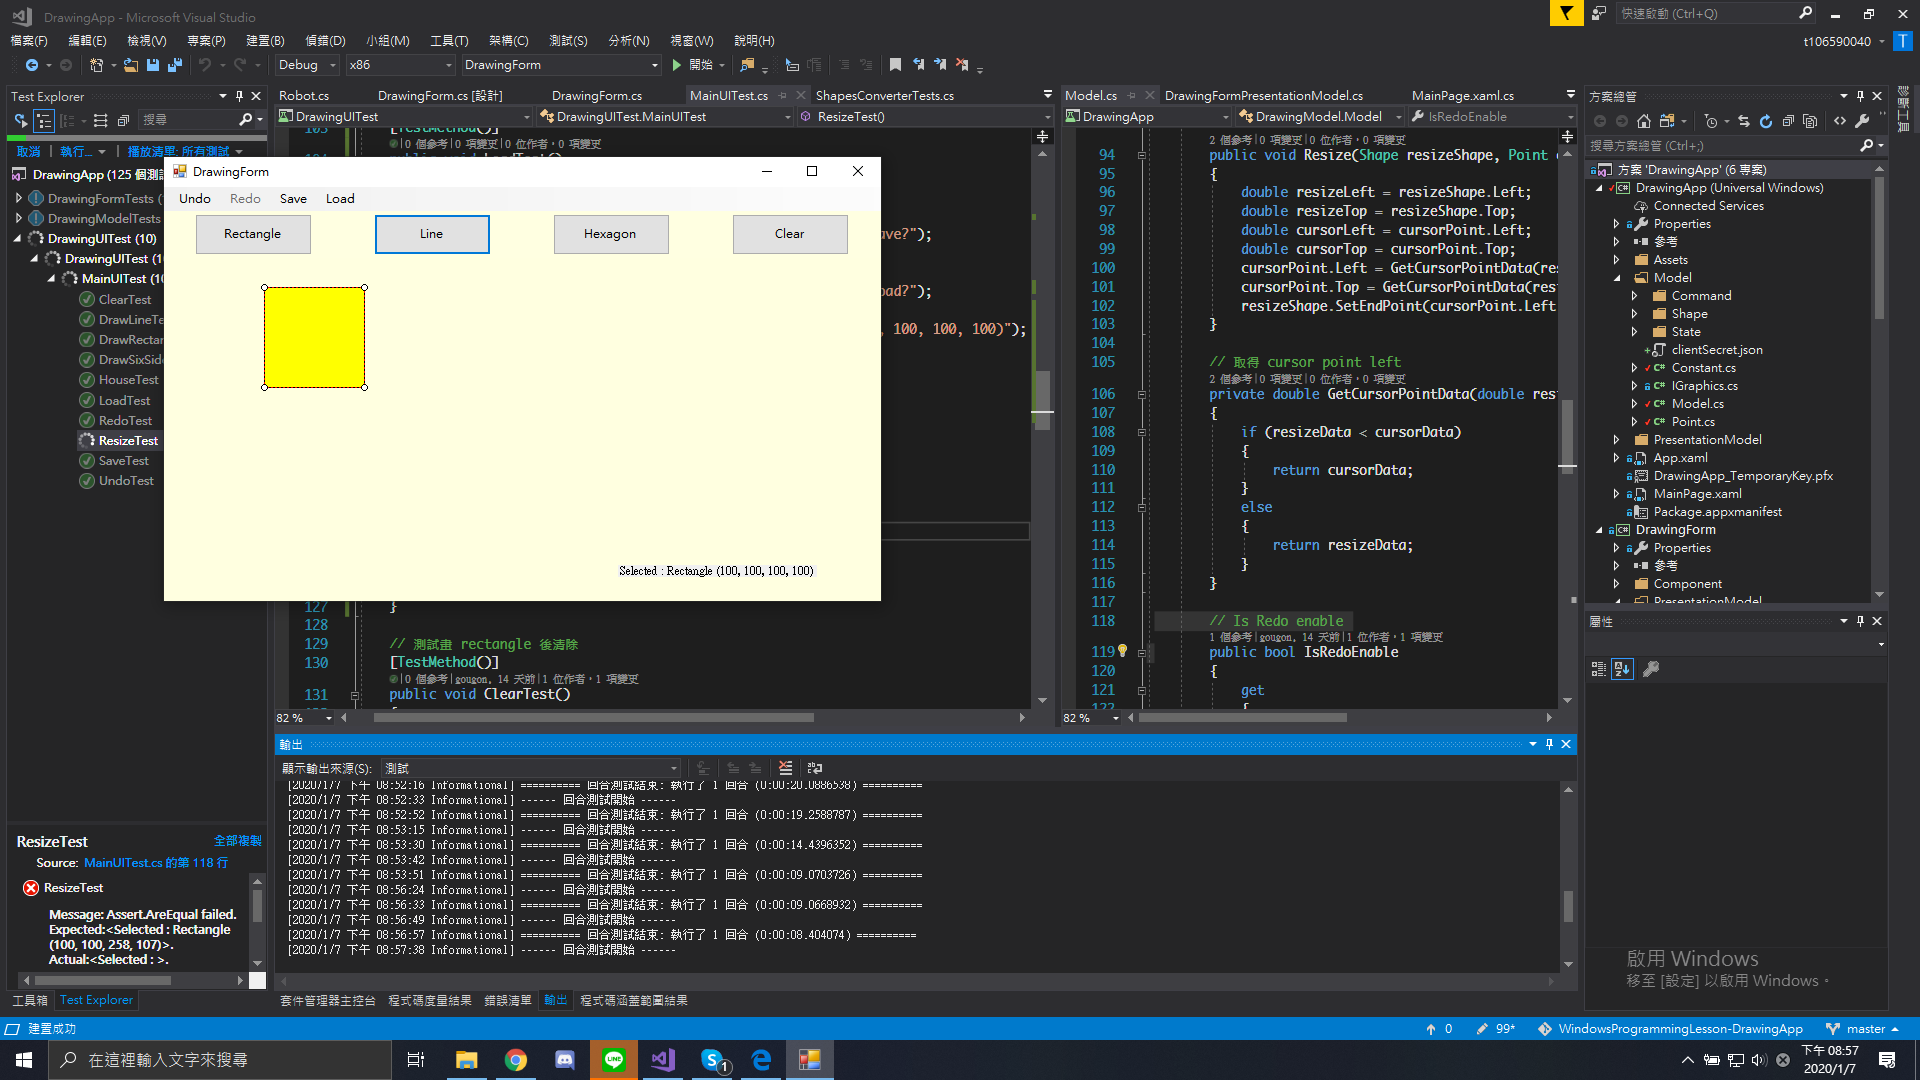 DrawingApp - Microsoft Visual Studio
快速啟動 (Ctrl+Q)
檔案(F) 編輯(E) 檢視(V) 專案(P) 建置(B) 偵錯(D) 小組(M) 工具(T) 架構(C) 測試(S) 分析(N) 視窗(W) 說明(H)
t106590040
T
Debug x86 DrawingForm 開始
Test Explorer
搜尋
取消 執行... 播放清單: 所有測試
DrawingApp (125 個測
DrawingFormTests (
DrawingModelTests
DrawingUITest (10)
DrawingUITest (1
MainUITest (1
ClearTest
DrawLineTe
DrawRectan
DrawSixSid
HouseTest
LoadTest
RedoTest
ResizeTest
SaveTest
UndoTest
ResizeTest 全部複製
Source: MainUITest.cs 的第 118 行
ResizeTest
Message: Assert.AreEqual failed.
Expected:<Selected : Rectangle
(100, 100, 258, 107)>.
Actual:<Selected : >.
工具箱 Test Explorer
Robot.cs DrawingForm.cs [設計] DrawingForm.cs MainUITest.cs ShapesConverterTests.cs
DrawingUITest DrawingUITest.MainUITest ResizeTest()
103 [TestMethod()]
0 個參考|0 項變更|0 位作者，0 項變更
DrawingForm
Undo Redo Save Load
Rectangle Line Hexagon Clear
Selected : Rectangle (100, 100, 100, 100)
ave?");
oad?");
, 100, 100, 100)");
127 }
128
129 // 測試畫 rectangle 後清除
130 [TestMethod()]
0 個參考|gougon, 14 天前|1 位作者，1 項變更
131 public void ClearTest()
82 %
Model.cs DrawingFormPresentationModel.cs MainPage.xaml.cs
DrawingApp DrawingModel.Model IsRedoEnable
2 個參考|0 項變更|0 位作者，0 項變更
94 public void Resize(Shape resizeShape, Point
95 {
96 double resizeLeft = resizeShape.Left;
97 double resizeTop = resizeShape.Top;
98 double cursorLeft = cursorPoint.Left;
99 double cursorTop = cursorPoint.Top;
100 cursorPoint.Left = GetCursorPointData(res
101 cursorPoint.Top = GetCursorPointData(rest
102 resizeShape.SetEndPoint(cursorPoint.Left
103 }
104
105 // 取得 cursor point left
2 個參考|0 項變更|0 位作者，0 項變更
106 private double GetCursorPointData(double res
107 {
108 if (resizeData < cursorData)
109 {
110 return cursorData;
111 }
112 else
113 {
114 return resizeData;
115 }
116 }
117
118 // Is Redo enable
1 個參考|gougon, 14 天前|1 位作者，1 項變更
119 public bool IsRedoEnable
120 {
121 get
122 {
82 %
輸出
顯示輸出來源(S): 測試
[2020/1/7 下午 08:52:16 Informational] ========== 回合測試結束: 執行了 1 回合 (0:00:20.0886538) ==========
[2020/1/7 下午 08:52:33 Informational] ------ 回合測試開始 ------
[2020/1/7 下午 08:52:52 Informational] ========== 回合測試結束: 執行了 1 回合 (0:00:19.2588787) ==========
[2020/1/7 下午 08:53:15 Informational] ------ 回合測試開始 ------
[2020/1/7 下午 08:53:30 Informational] ========== 回合測試結束: 執行了 1 回合 (0:00:14.4396352) ==========
[2020/1/7 下午 08:53:42 Informational] ------ 回合測試開始 ------
[2020/1/7 下午 08:53:51 Informational] ========== 回合測試結束: 執行了 1 回合 (0:00:09.0703726) ==========
[2020/1/7 下午 08:56:24 Informational] ------ 回合測試開始 ------
[2020/1/7 下午 08:56:33 Informational] ========== 回合測試結束: 執行了 1 回合 (0:00:09.0668932) ==========
[2020/1/7 下午 08:56:49 Informational] ------ 回合測試開始 ------
[2020/1/7 下午 08:56:57 Informational] ========== 回合測試結束: 執行了 1 回合 (0:00:08.404074) ==========
[2020/1/7 下午 08:57:38 Informational] ------ 回合測試開始 ------
套件管理器主控台 程式碼度量結果 錯誤清單 輸出 程式碼涵蓋範圍結果
方案總管
搜尋方案總管 (Ctrl+;)
方案 'DrawingApp' (6 專案)
DrawingApp (Universal Windows)
Connected Services
Properties
參考
Assets
Model
Command
Shape
State
clientSecret.json
Constant.cs
IGraphics.cs
Model.cs
Point.cs
PresentationModel
App.xaml
DrawingApp_TemporaryKey.pfx
MainPage.xaml
Package.appxmanifest
DrawingForm
Properties
參考
Component
PresentationModel
診斷工具
屬性
啟用 Windows
移至 [設定] 以啟用 Windows。
建置成功
0 99* WindowsProgrammingLesson-DrawingApp master
在這裡輸入文字來搜尋
LINE
1
下午 08:57
2020/1/7